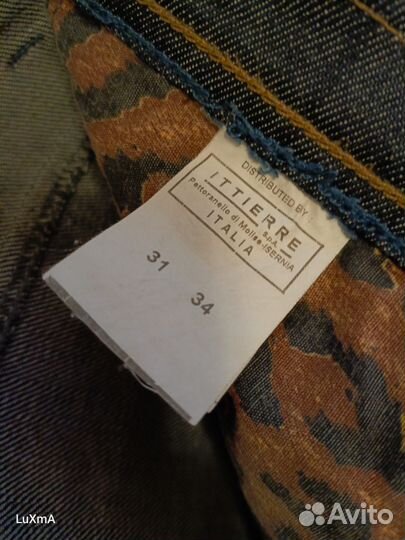 DISTRIBUTED BY :
ITTIERRE
S.p.A.
Pettoranello di Molise-ISERNIA
ITALIA
31 34
LuXmA
Avito